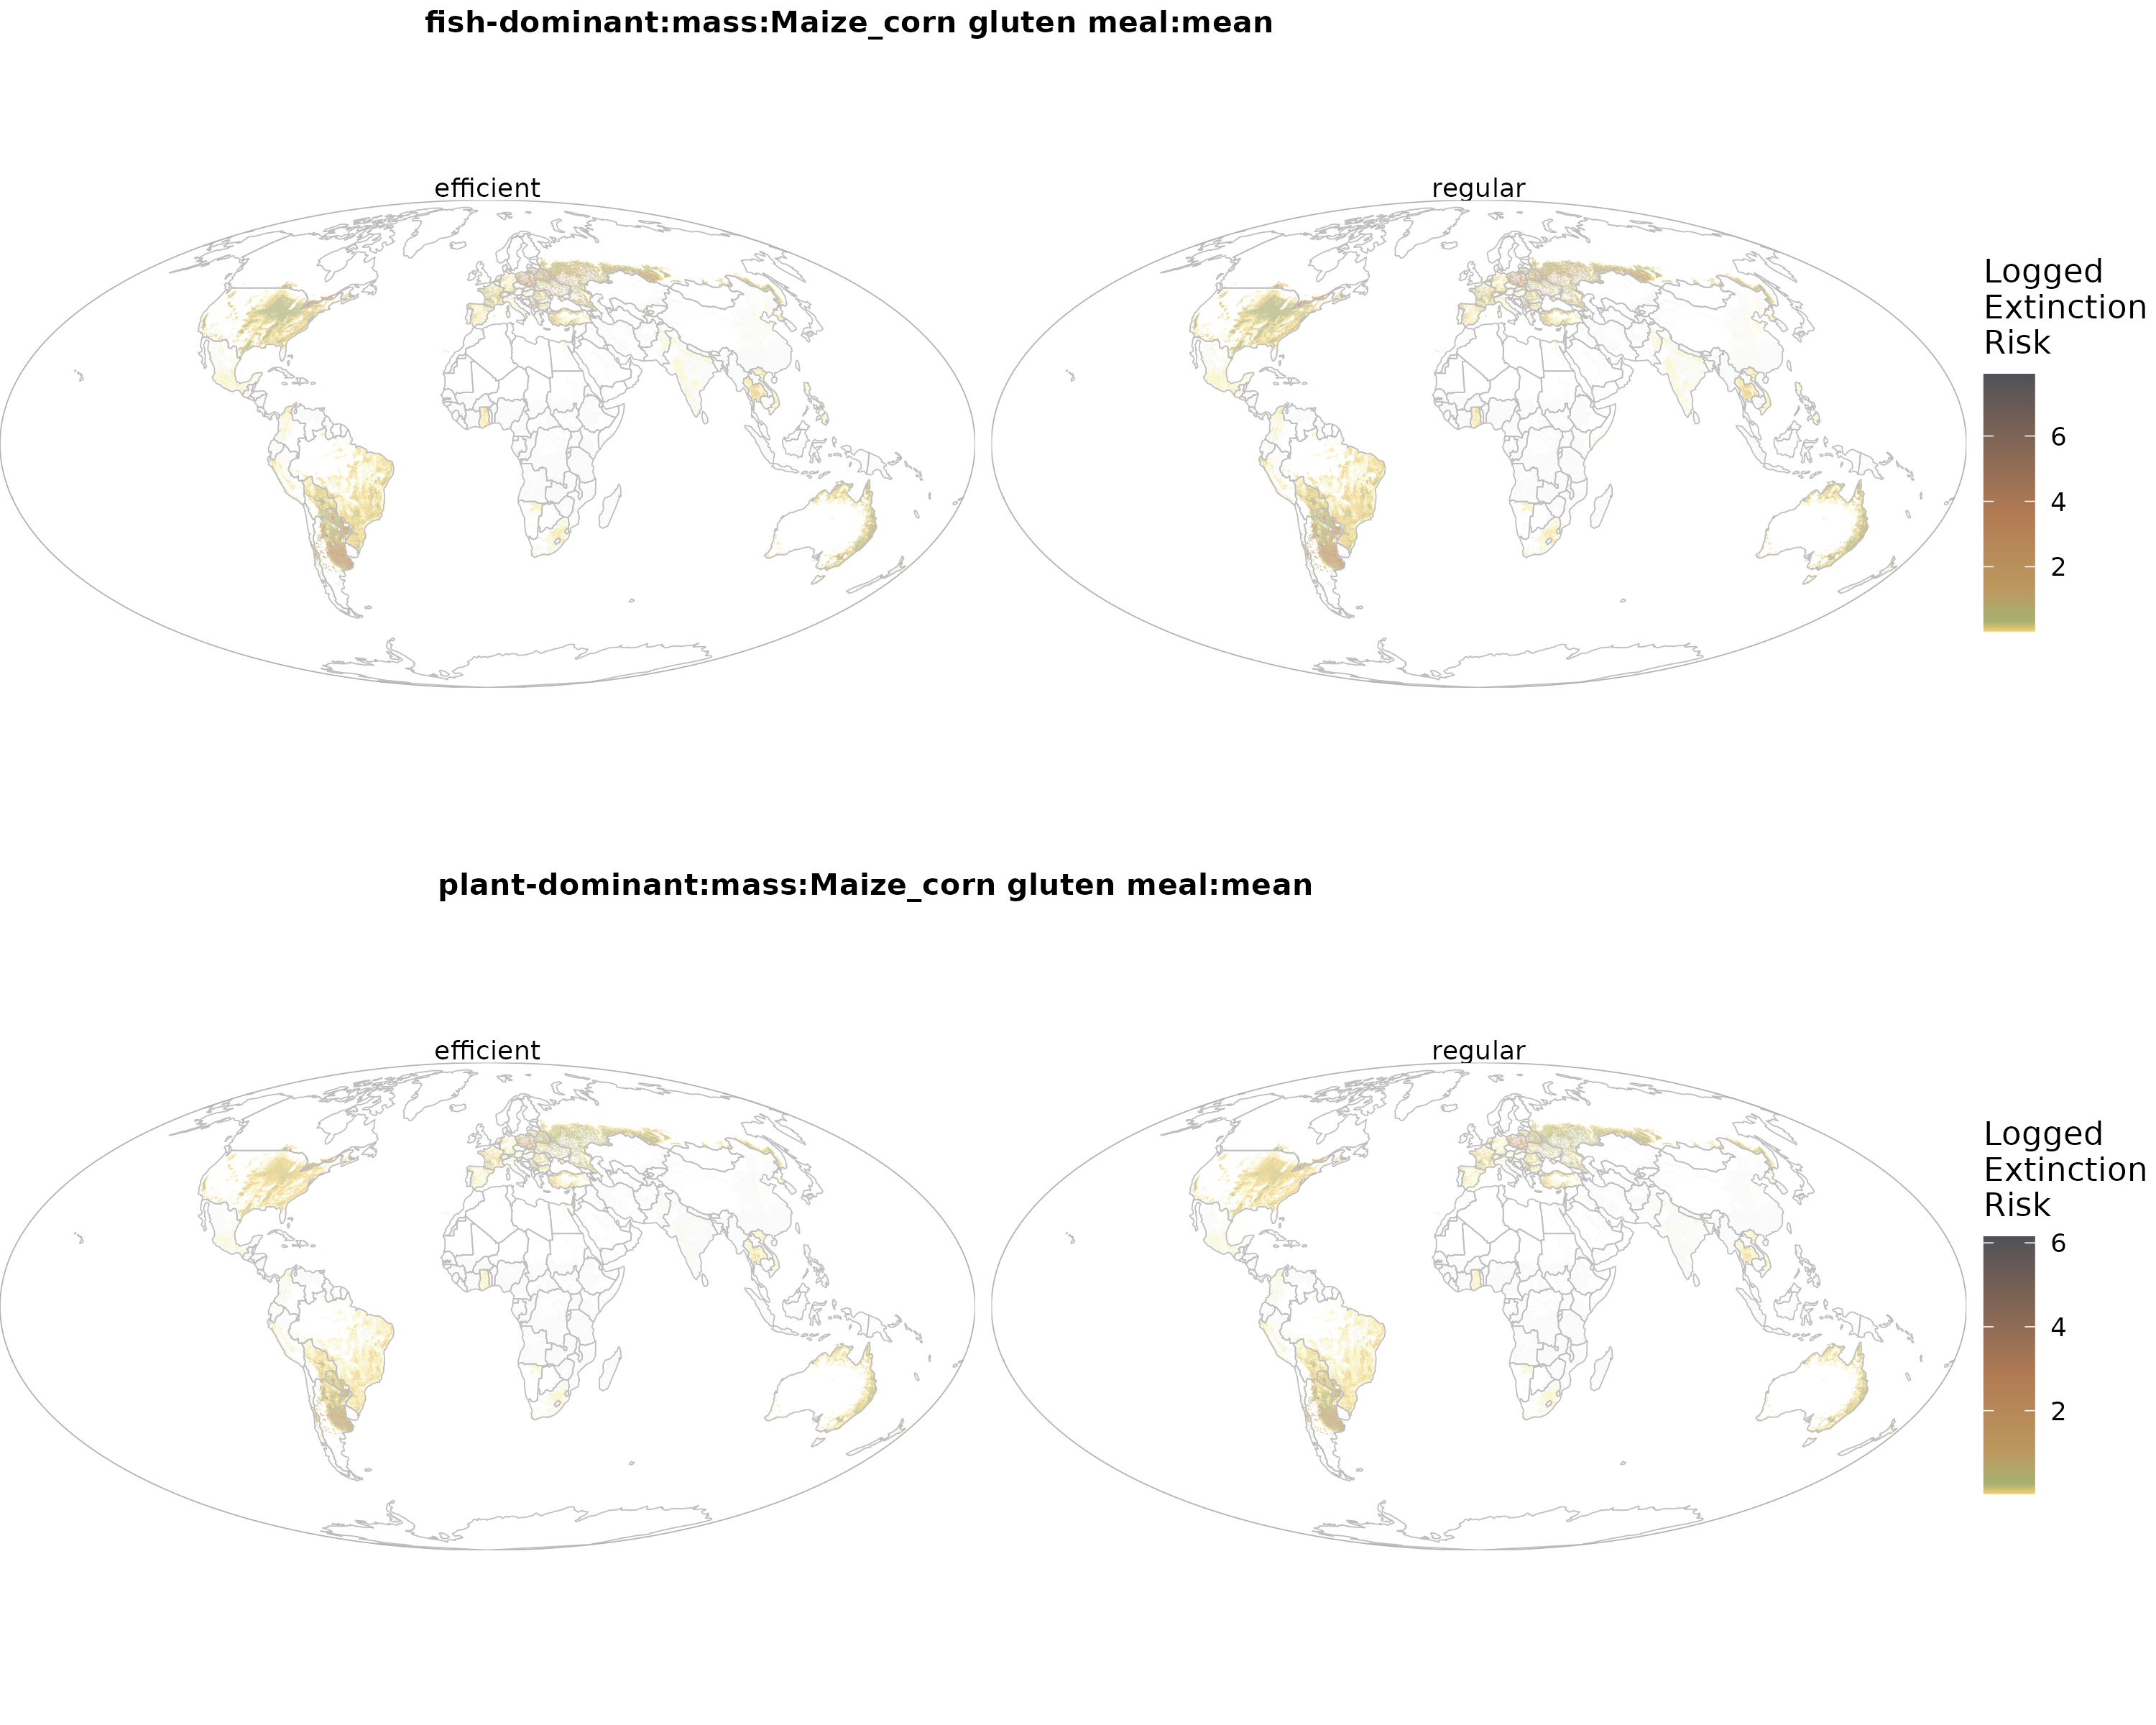 fish-dominant:mass:Maize_corn gluten meal:mean
efficient
regular
Logged
Extinction
Risk
6
4
2
plant-dominant:mass:Maize_corn gluten meal:mean
efficient
regular
Logged
Extinction
Risk
6
4
2